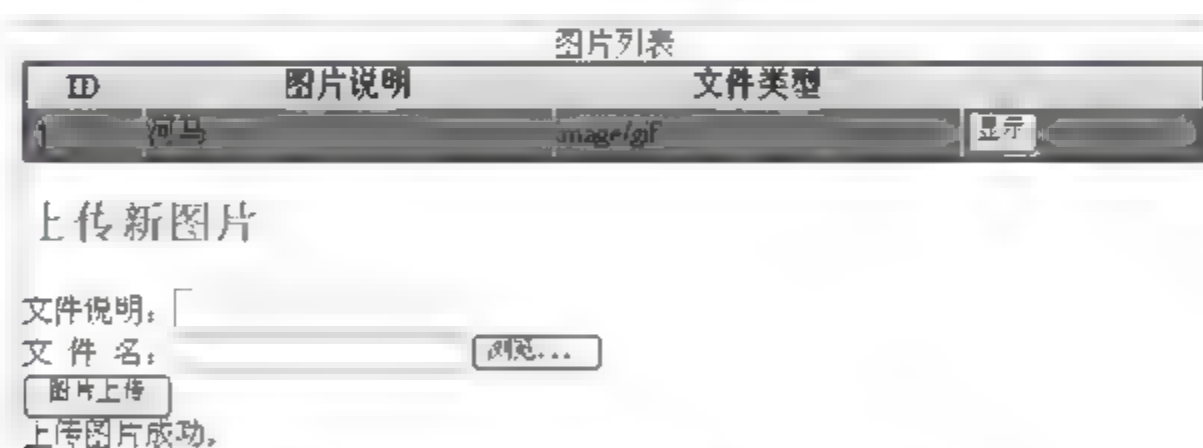 图片列表
ID 图片说明 文件类型
1 河马 image/gif 显示
上传新图片
文件说明:
文 件 名: 浏览...
图片上传
上传图片成功。